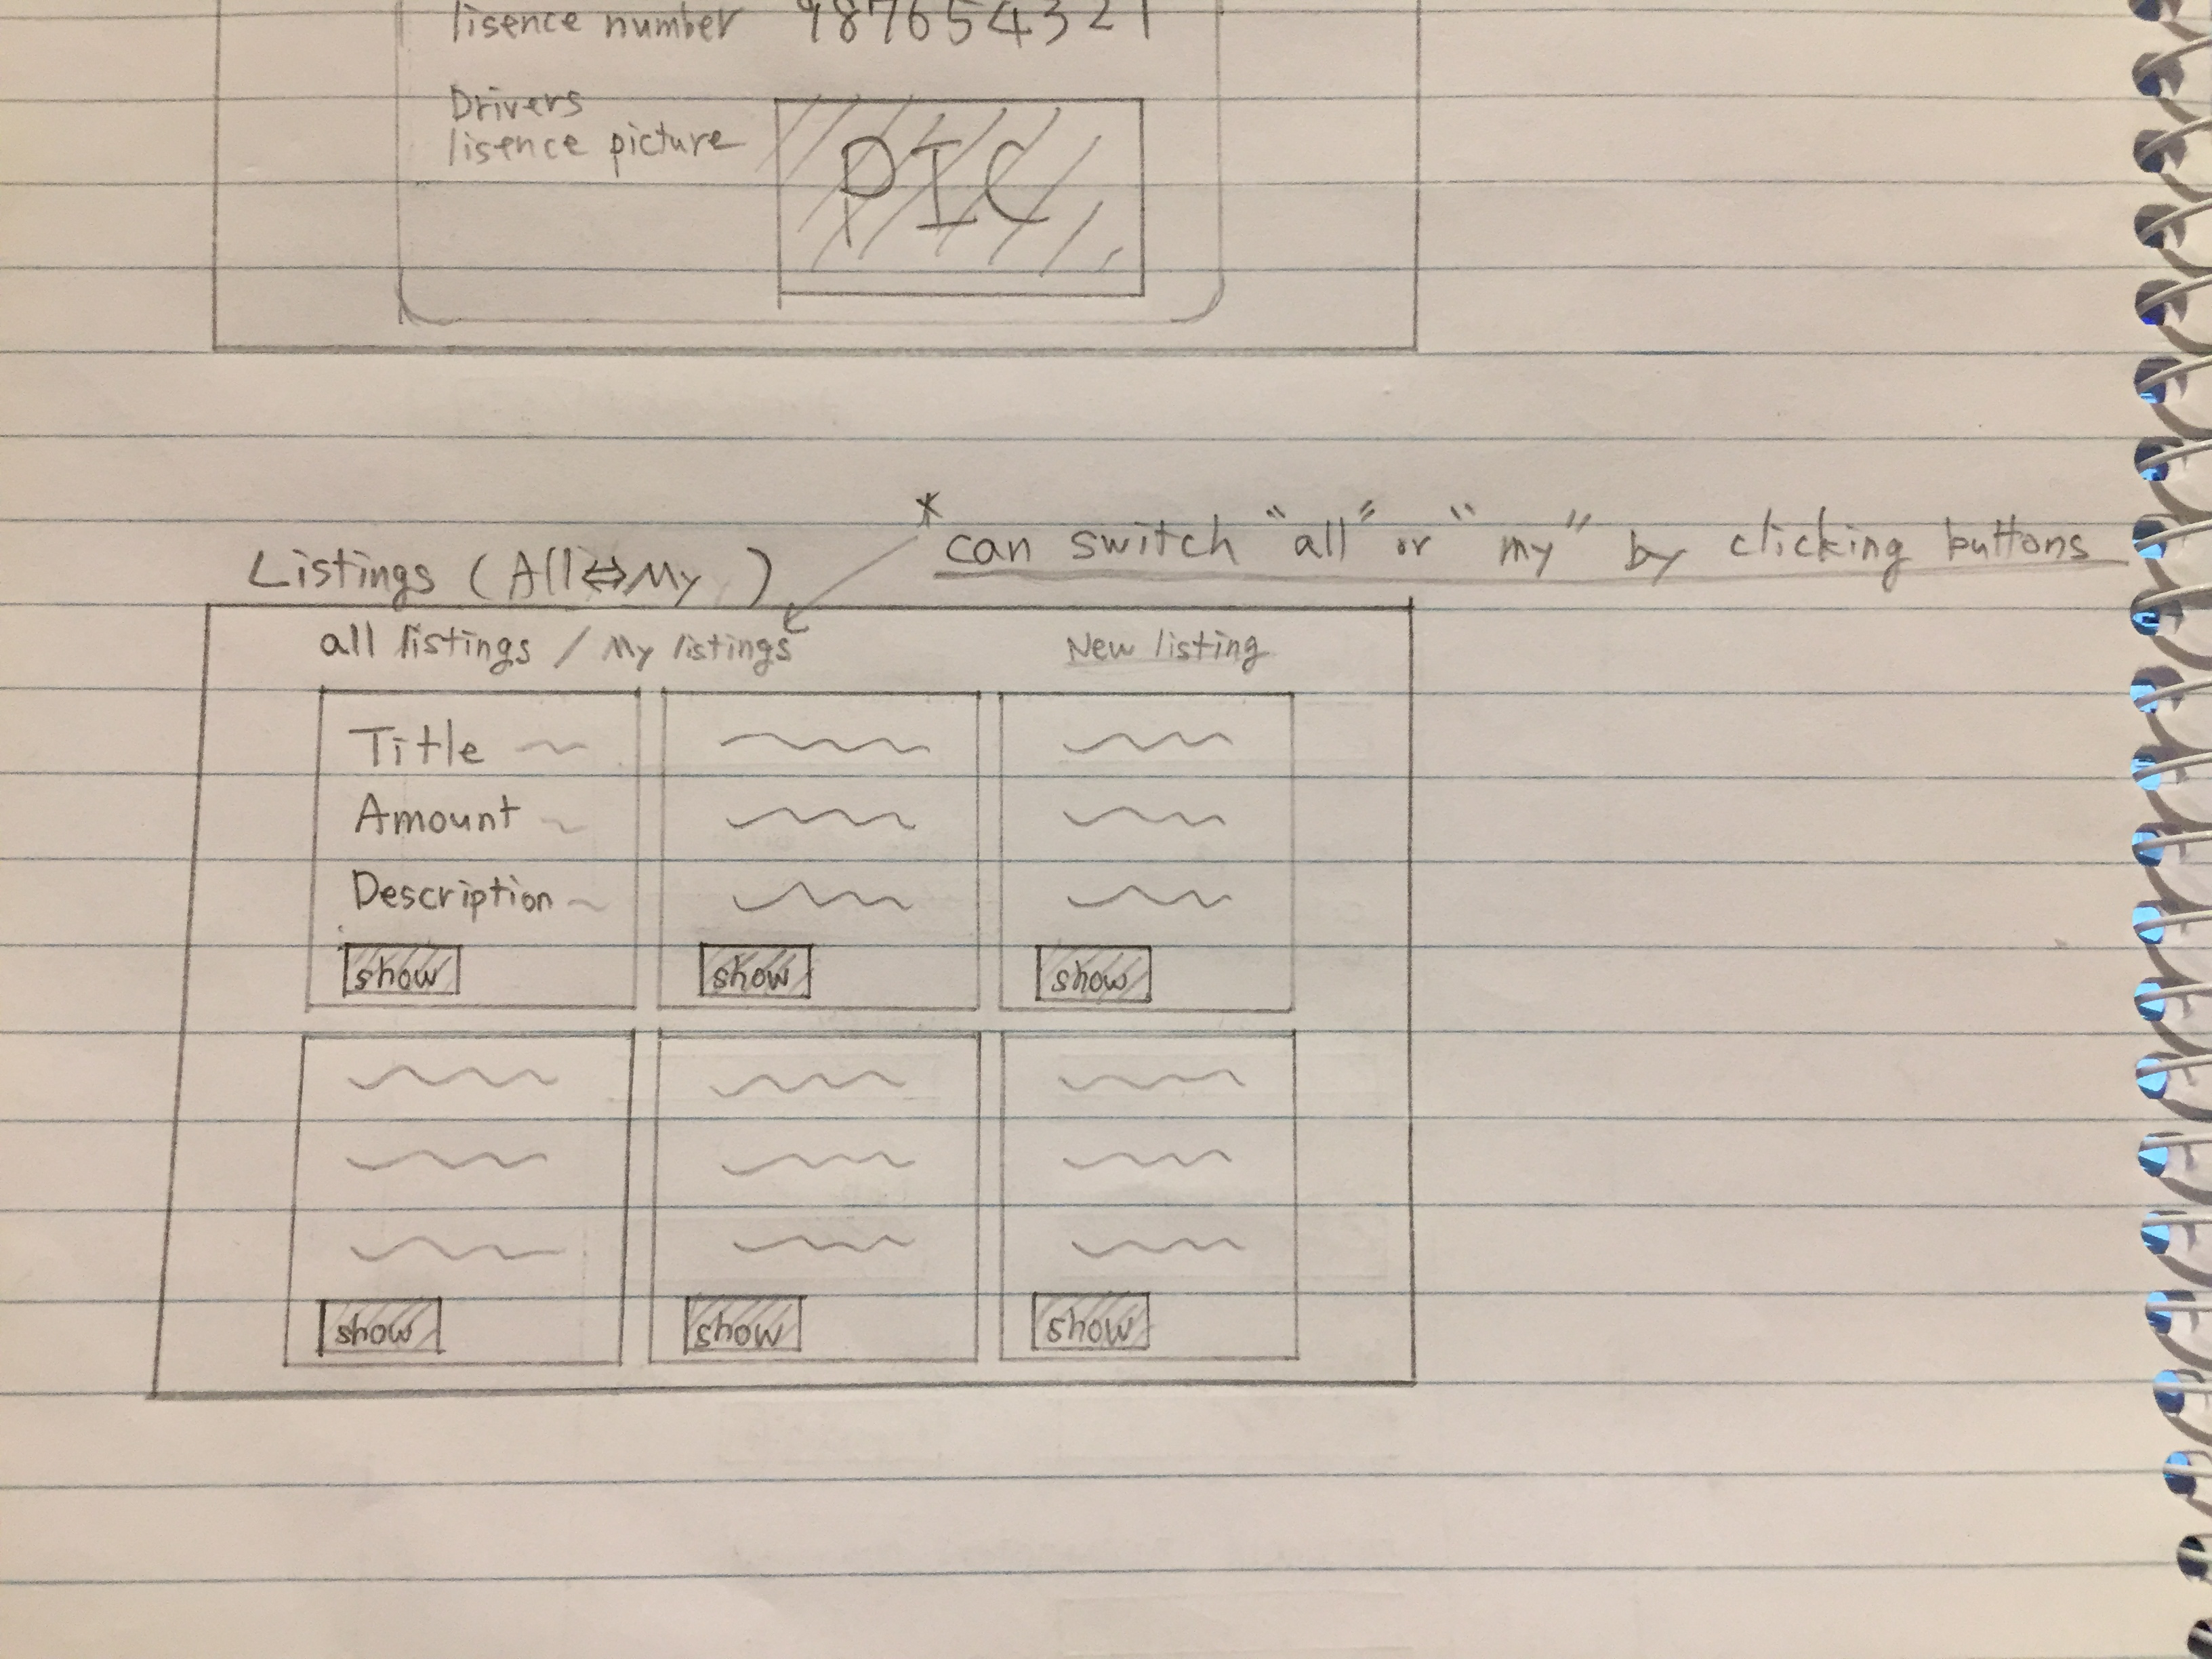 lisence number 987654321
Drivers
lisence picture
PIC
* can switch "all" or "my" by clicking buttons
Listings (All⇔My)
all listings / My listings New listing
Title
Amount
Description
show show show
show show show